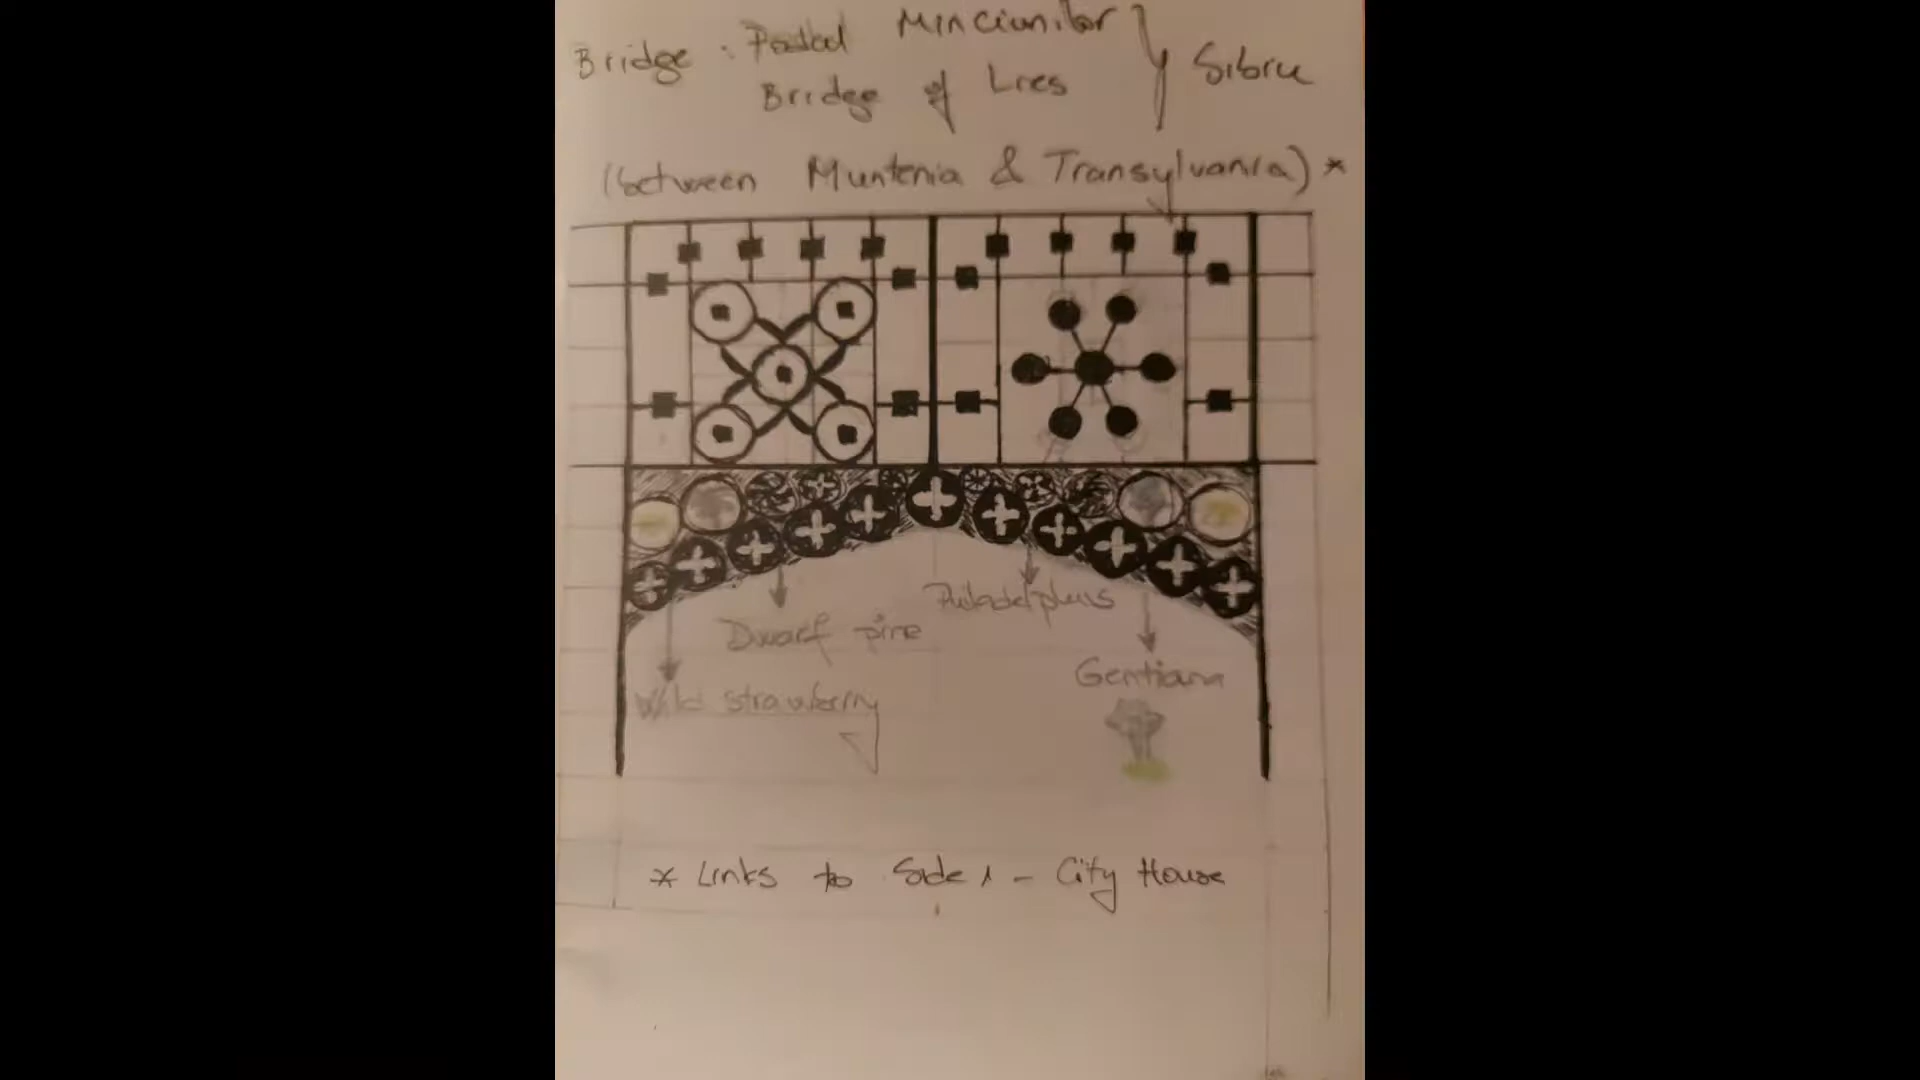 Bridge : Podul Minciunilor
Bridge of Lies
Sibiu
(between Muntenia & Transylvania) *
Philadelphus
Dwarf pine
Gentiana
Wild strawberry
* Links to Side 1 - City House